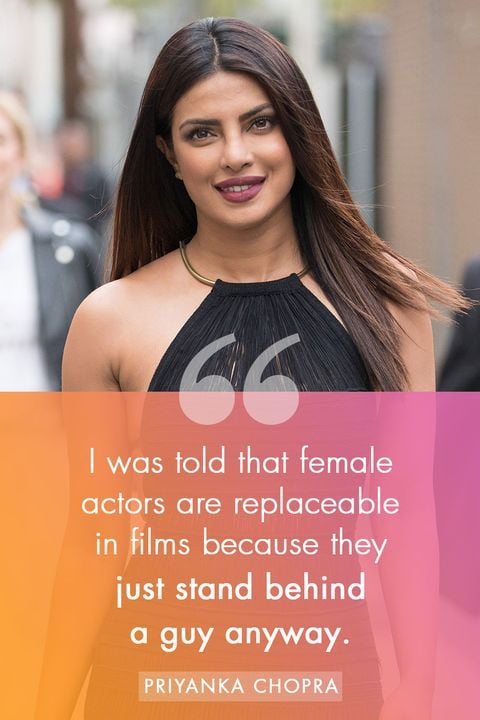 “
I was told that female
actors are replaceable
in films because they
just stand behind
a guy anyway.
PRIYANKA CHOPRA